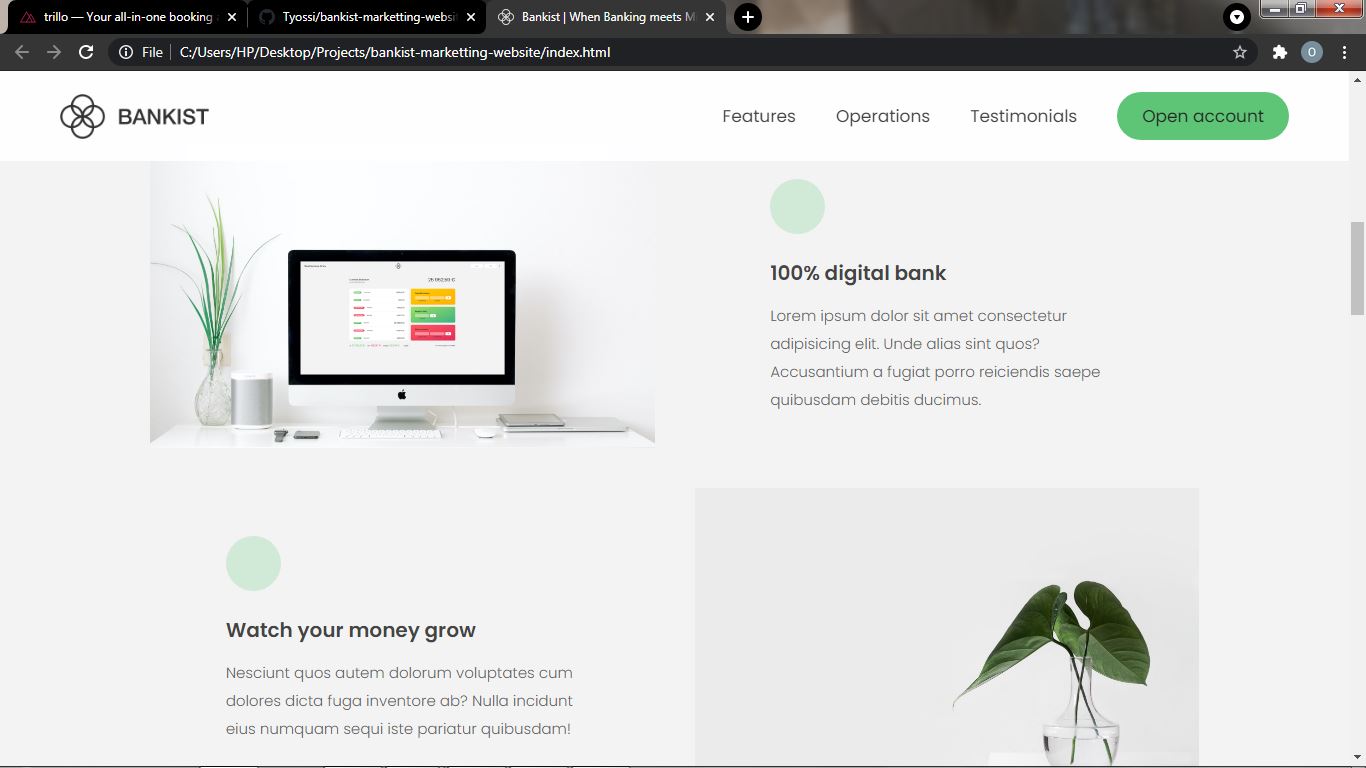 trillo — Your all-in-one booking
Tyossi/bankist-marketting-websi
Bankist | When Banking meets M
File
C:/Users/HP/Desktop/Projects/bankist-marketting-website/index.html
O
BANKIST
Features
Operations
Testimonials
Open account
100% digital bank
Lorem ipsum dolor sit amet consectetur
adipisicing elit. Unde alias sint quos?
Accusantium a fugiat porro reiciendis saepe
quibusdam debitis ducimus.
Watch your money grow
Nesciunt quos autem dolorum voluptates cum
dolores dicta fuga inventore ab? Nulla incidunt
eius numquam sequi iste pariatur quibusdam!